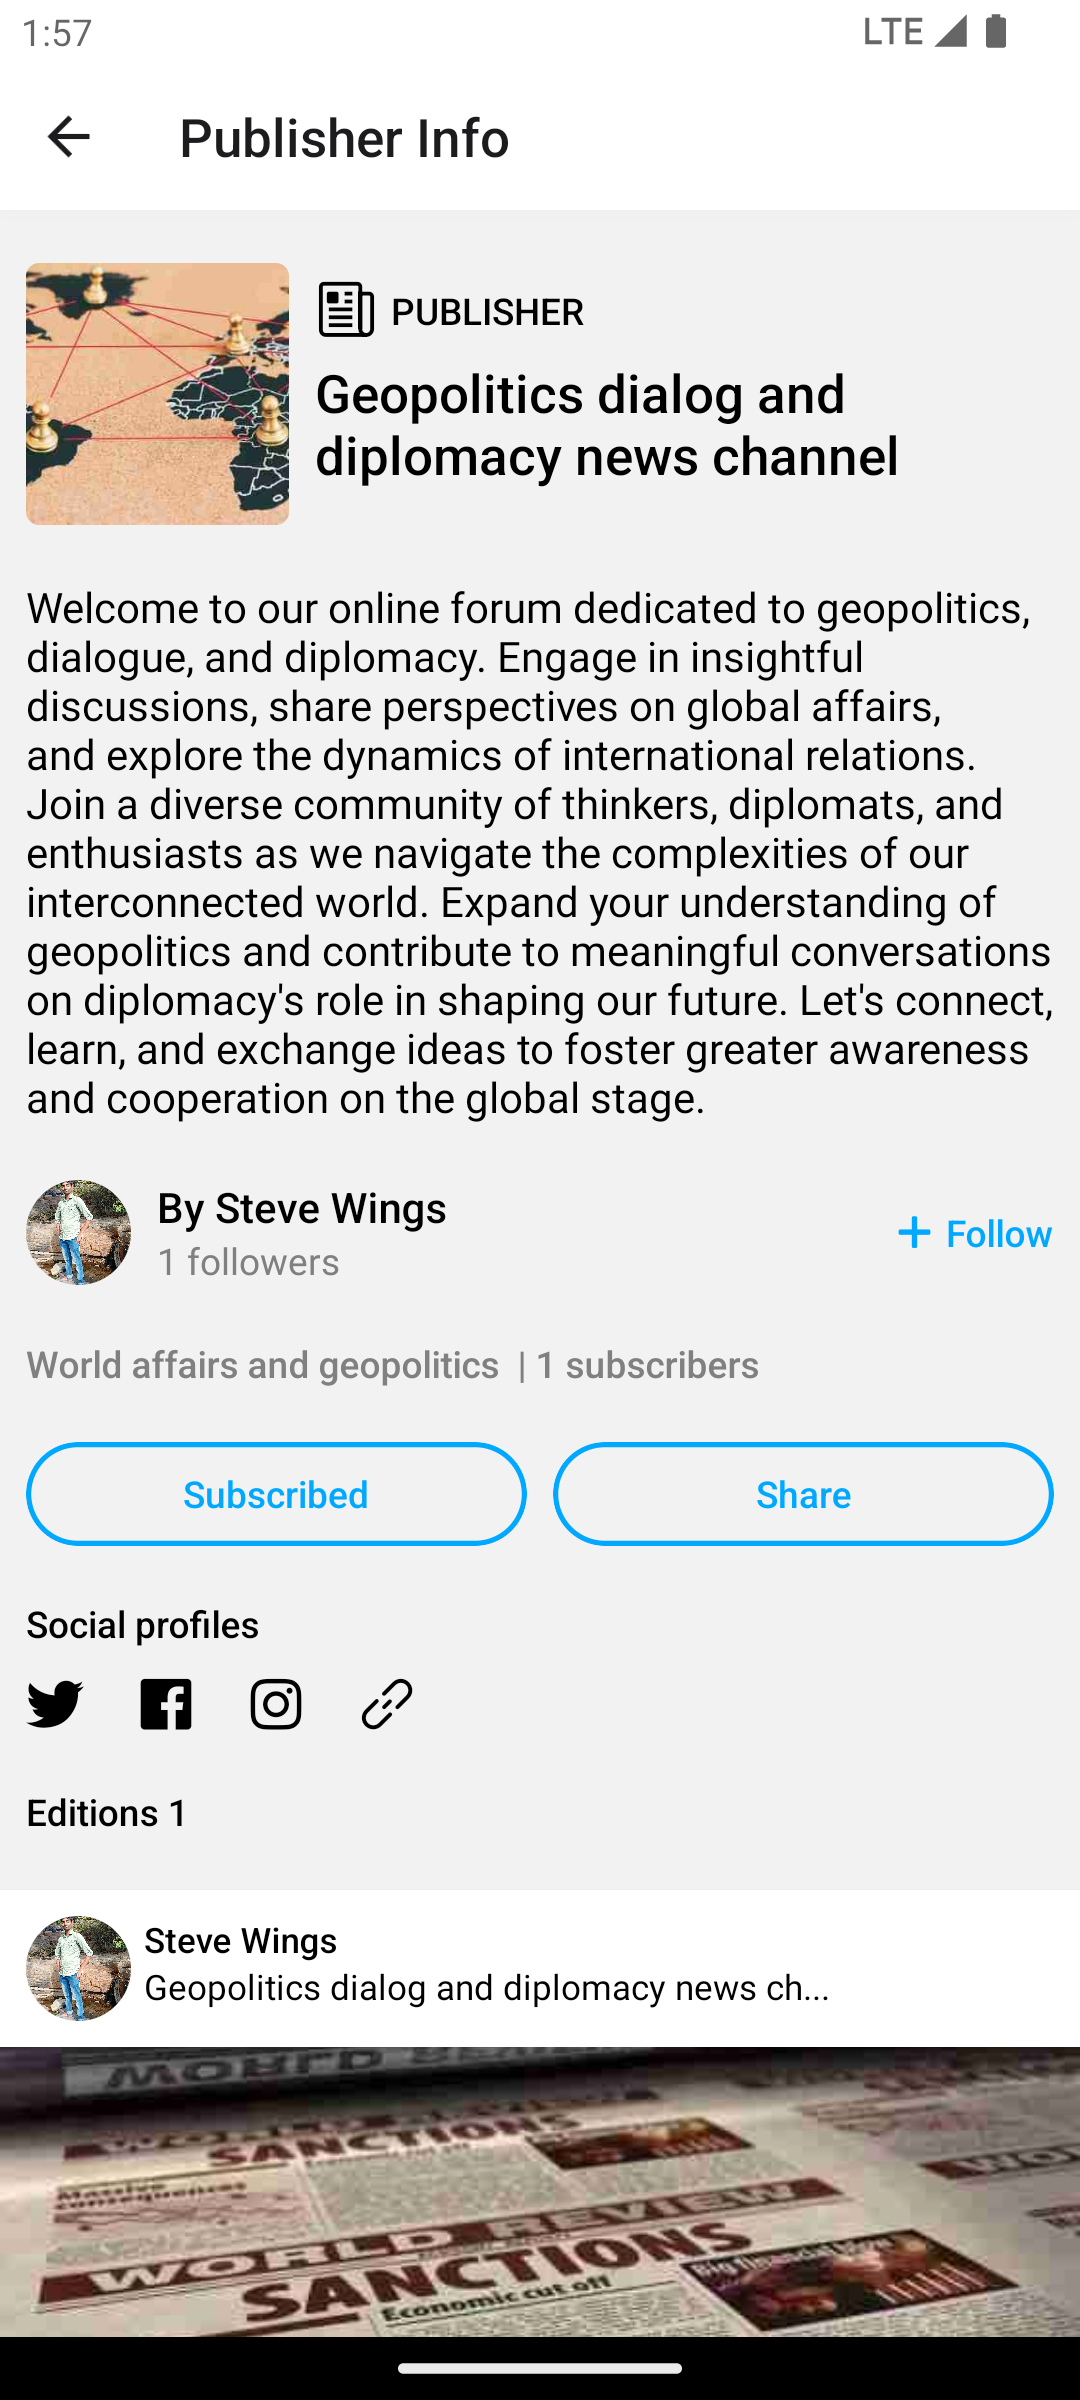 1:57
LTE
Publisher Info
PUBLISHER
Geopolitics dialog and
diplomacy news channel
Welcome to our online forum dedicated to geopolitics,
dialogue, and diplomacy. Engage in insightful
discussions, share perspectives on global affairs,
and explore the dynamics of international relations.
Join a diverse community of thinkers, diplomats, and
enthusiasts as we navigate the complexities of our
interconnected world. Expand your understanding of
geopolitics and contribute to meaningful conversations
on diplomacy's role in shaping our future. Let's connect,
learn, and exchange ideas to foster greater awareness
and cooperation on the global stage.
By Steve Wings
1 followers
Follow
World affairs and geopolitics | 1 subscribers
Subscribed
Share
Social profiles
Editions 1
Steve Wings
Geopolitics dialog and diplomacy news ch...
SANCTIONS
Massive
consequences
WORLD REVIEW
SANCTIONS
Economic cut off